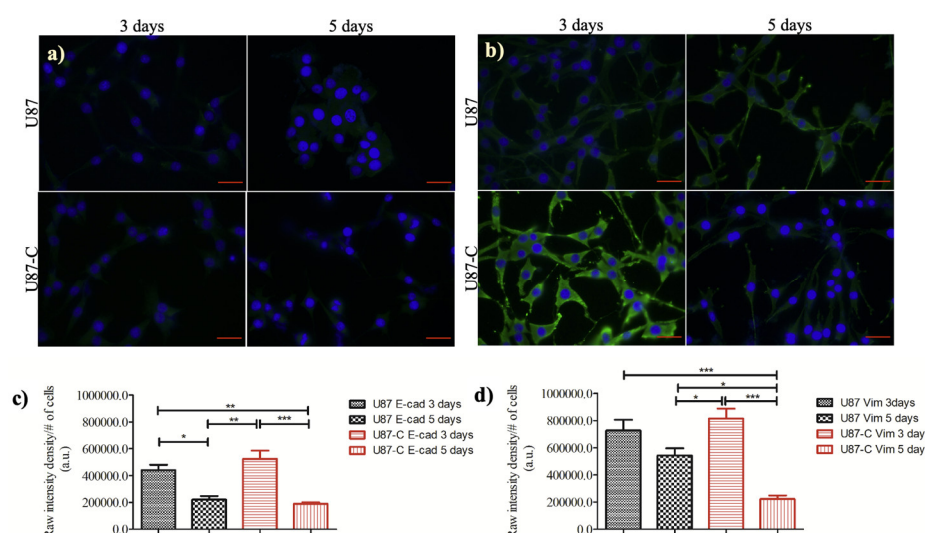 3 days 5 days
a)
U87
U87-C
3 days 5 days
b)
U87
U87-C
c)
Raw intensity density/# of cells
(a.u.)
1000000.0
800000.0
600000.0
400000.0
200000.0
0.0
**
** ***
*
U87 E-cad 3 days
U87 E-cad 5 days
U87-C E-cad 3 days
U87-C E-cad 5 days
d)
Raw intensity density/# of cells
(a.u.)
1000000.0
800000.0
600000.0
400000.0
200000.0
0.0
***
*
* ***
U87 Vim 3days
U87 Vim 5 days
U87-C Vim 3 day
U87-C Vim 5 day